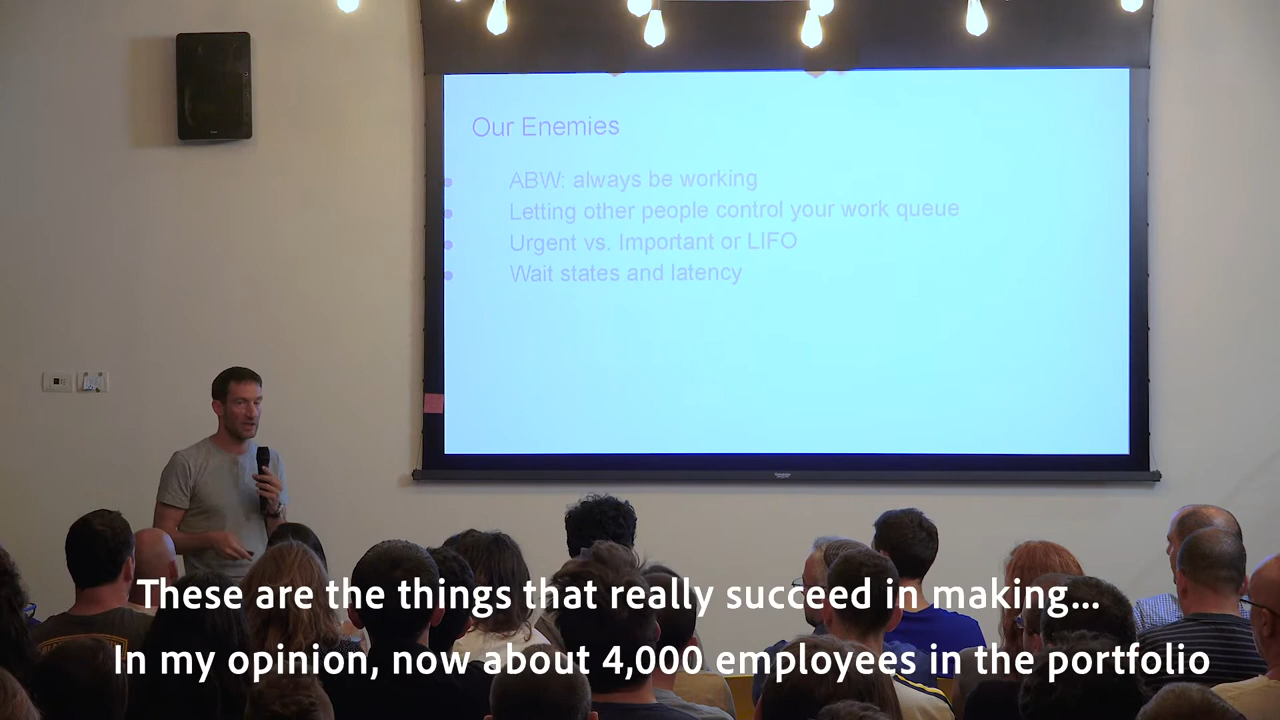 Our Enemies
ABW: always be working
Letting other people control your work queue
Urgent vs. Important or LIFO
Wait states and latency
These are the things that really succeed in making...
In my opinion, now about 4,000 employees in the portfolio